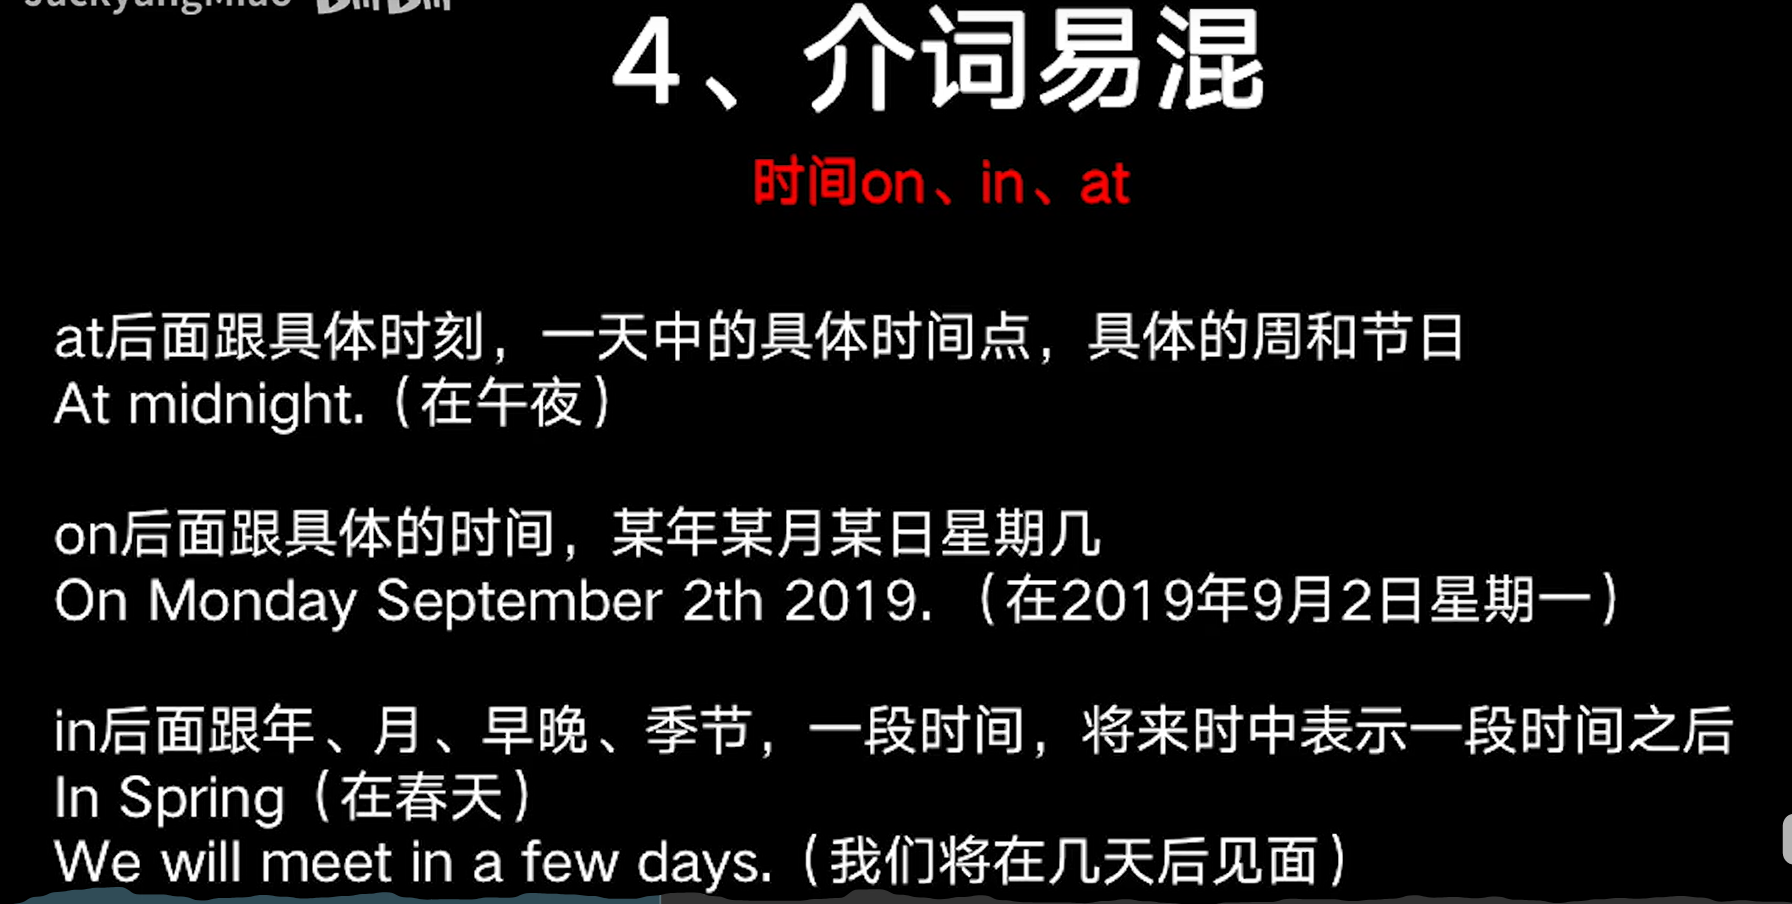 4、介词易混
时间on、in、at
at后面跟具体时刻，一天中的具体时间点，具体的周和节日
At midnight.（在午夜）
on后面跟具体的时间，某年某月某日星期几
On Monday September 2th 2019.（在2019年9月2日星期一）
in后面跟年、月、早晚、季节，一段时间，将来时中表示一段时间之后
In Spring（在春天）
We will meet in a few days.（我们将在几天后见面）